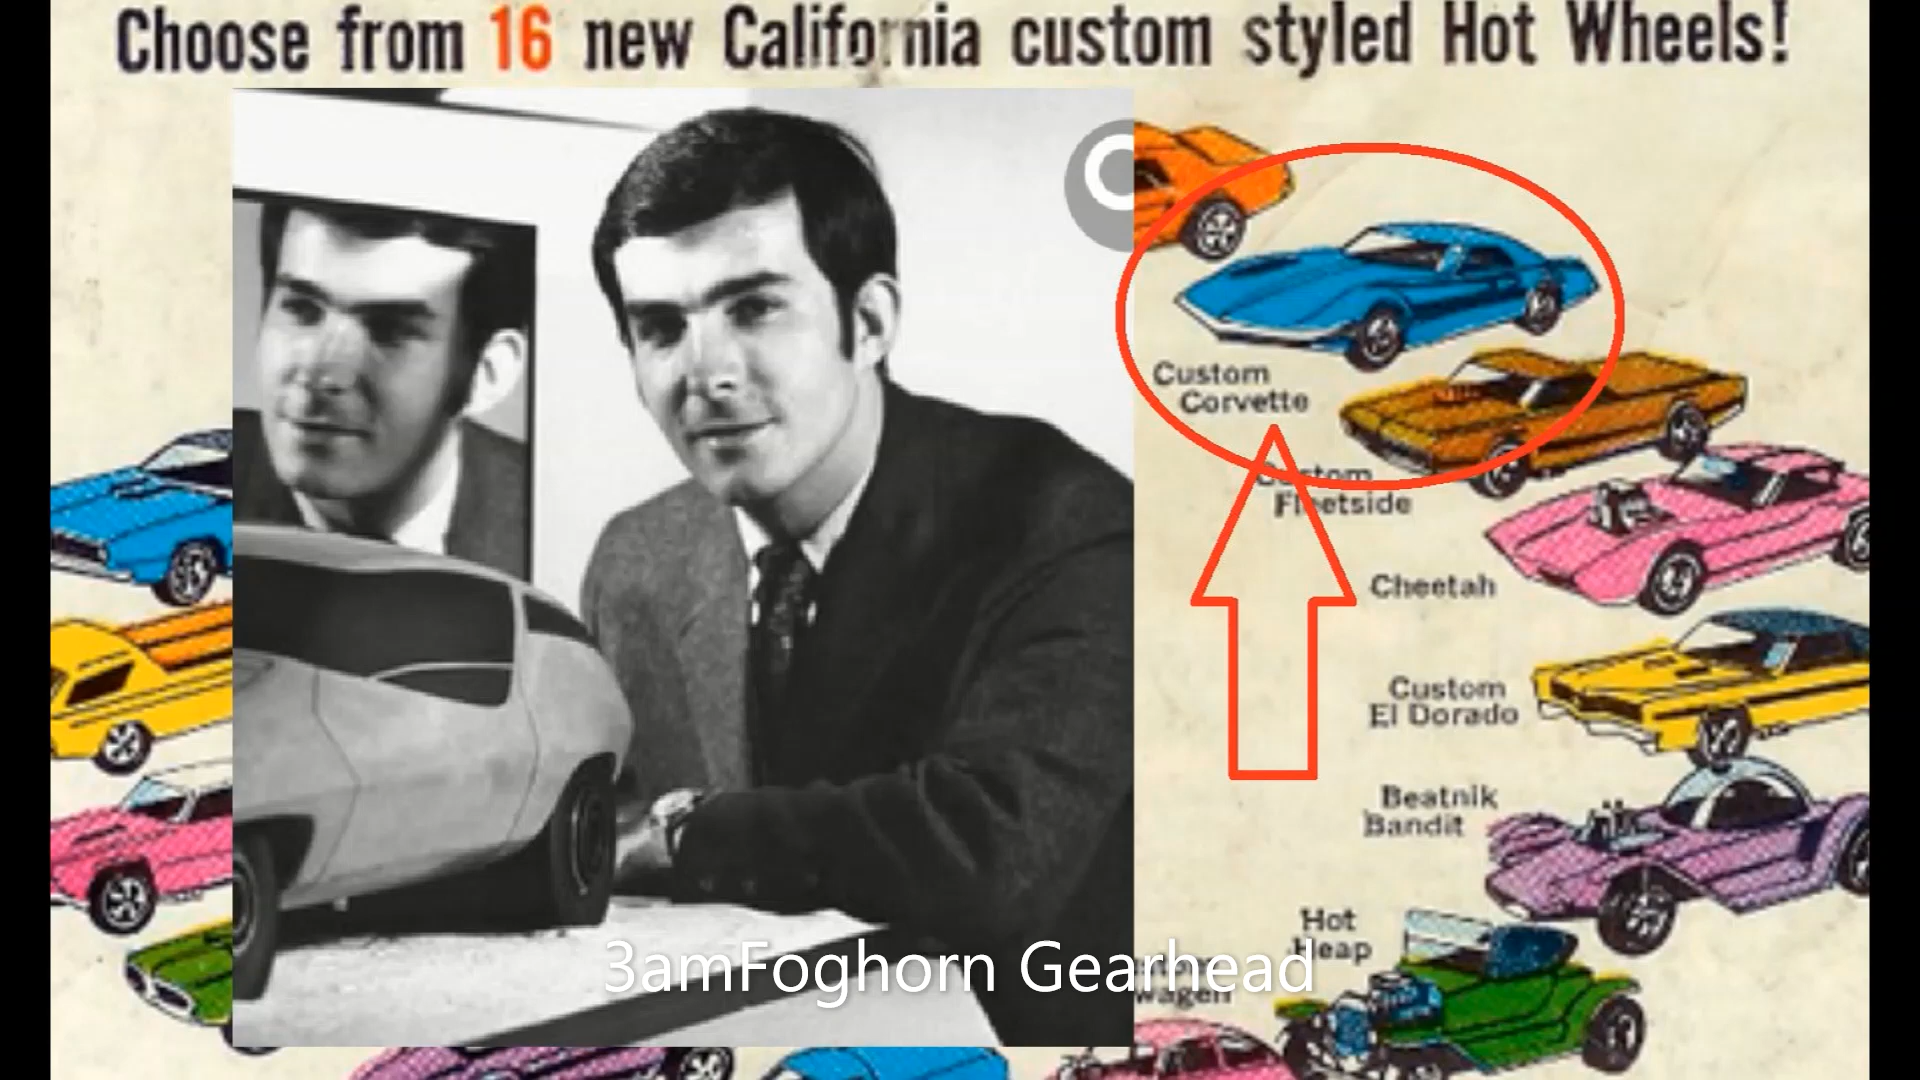 Choose from 16 new California custom styled Hot Wheels!
Custom
Corvette
Custom
Fleetside
Cheetah
Custom
El Dorado
Beatnik
Bandit
Hot
Heap
3amFoghorn Gearhead